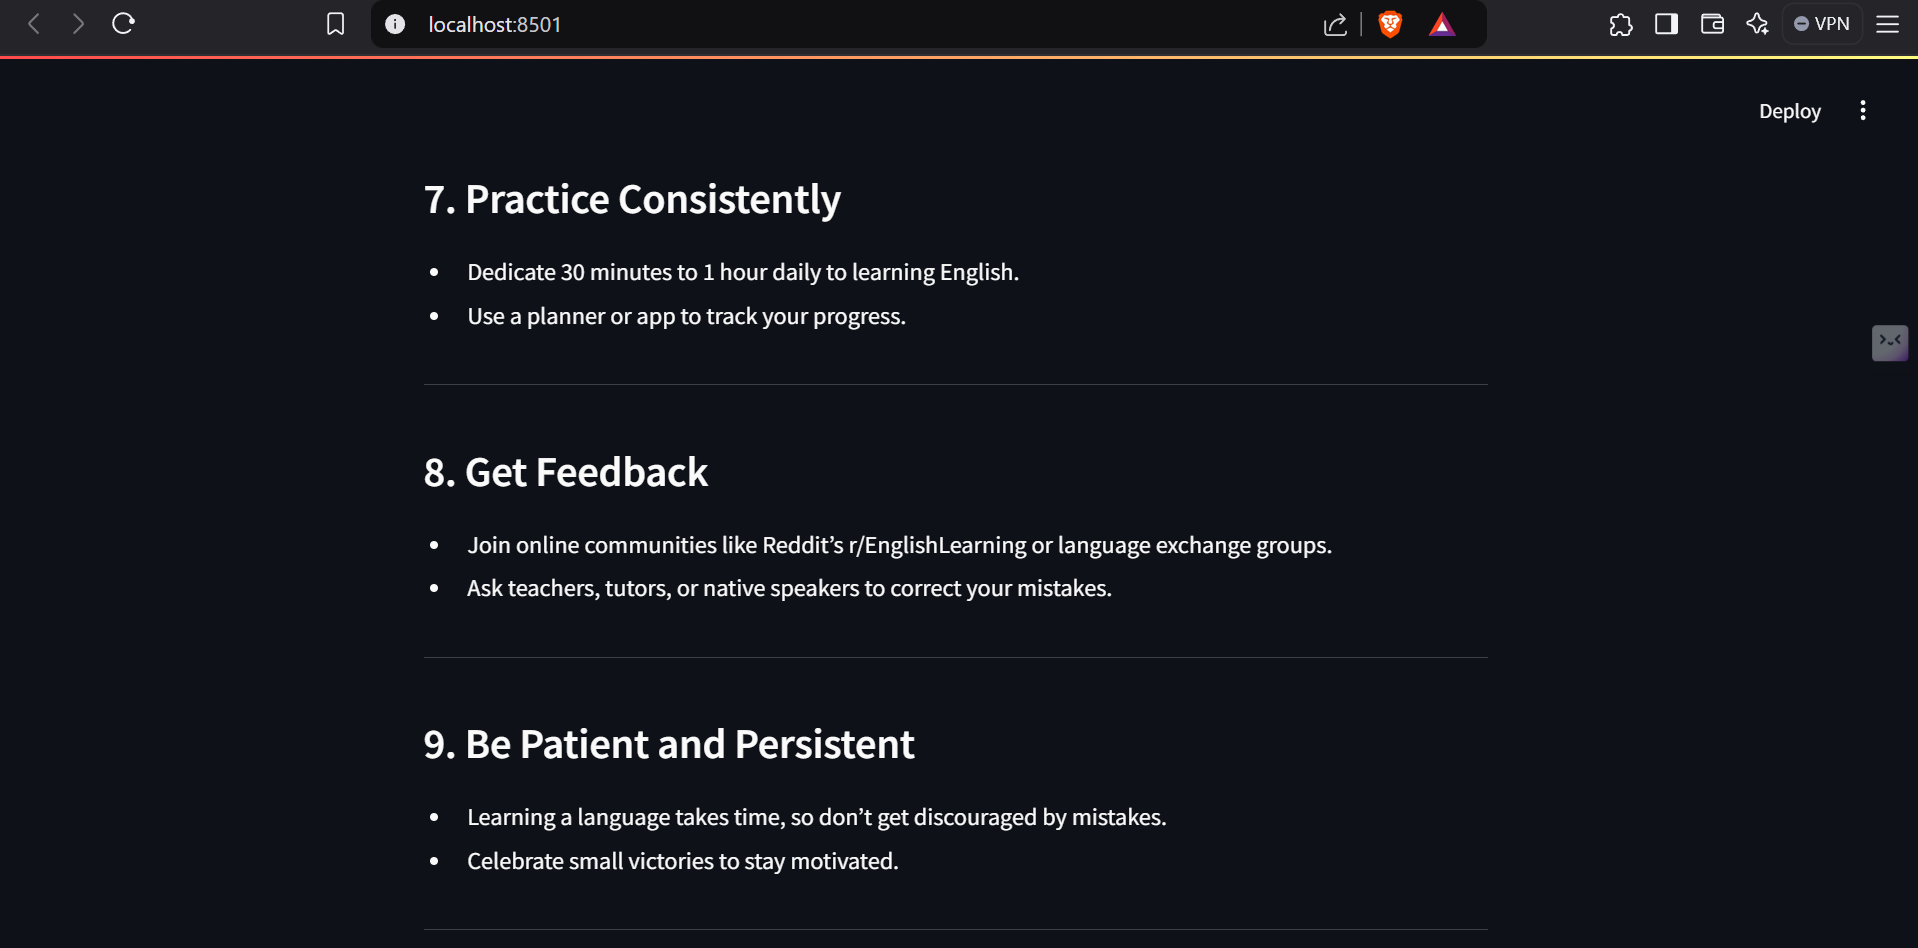 localhost:8501
VPN
Deploy
7. Practice Consistently
• Dedicate 30 minutes to 1 hour daily to learning English.
• Use a planner or app to track your progress.
8. Get Feedback
• Join online communities like Reddit’s r/EnglishLearning or language exchange groups.
• Ask teachers, tutors, or native speakers to correct your mistakes.
9. Be Patient and Persistent
• Learning a language takes time, so don’t get discouraged by mistakes.
• Celebrate small victories to stay motivated.